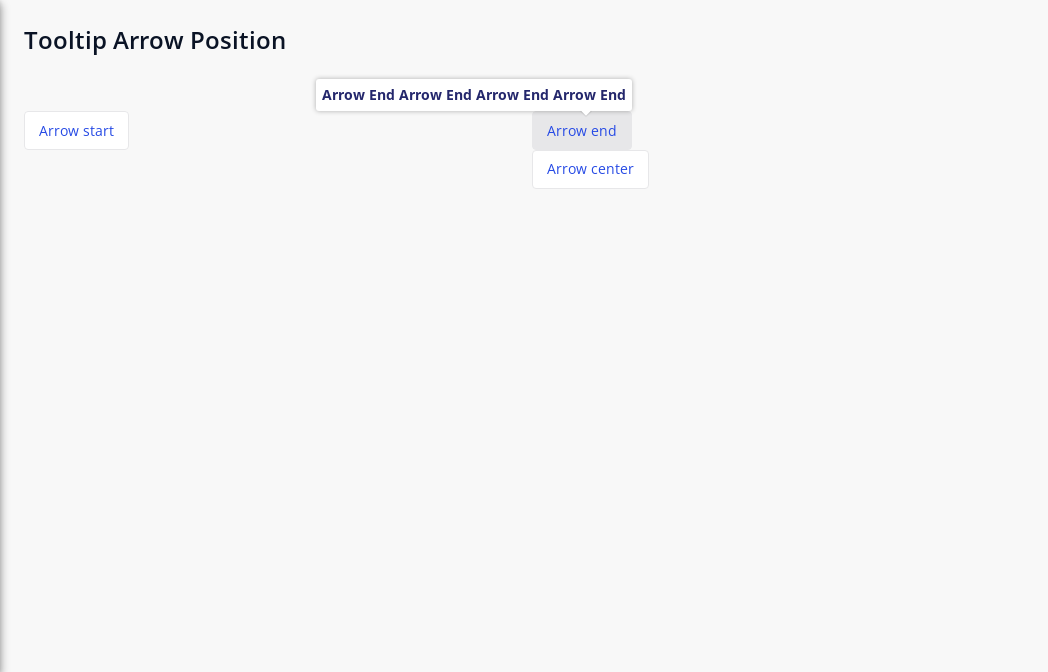 Tooltip Arrow Position
Arrow End Arrow End Arrow End Arrow End
Arrow start
Arrow end
Arrow center